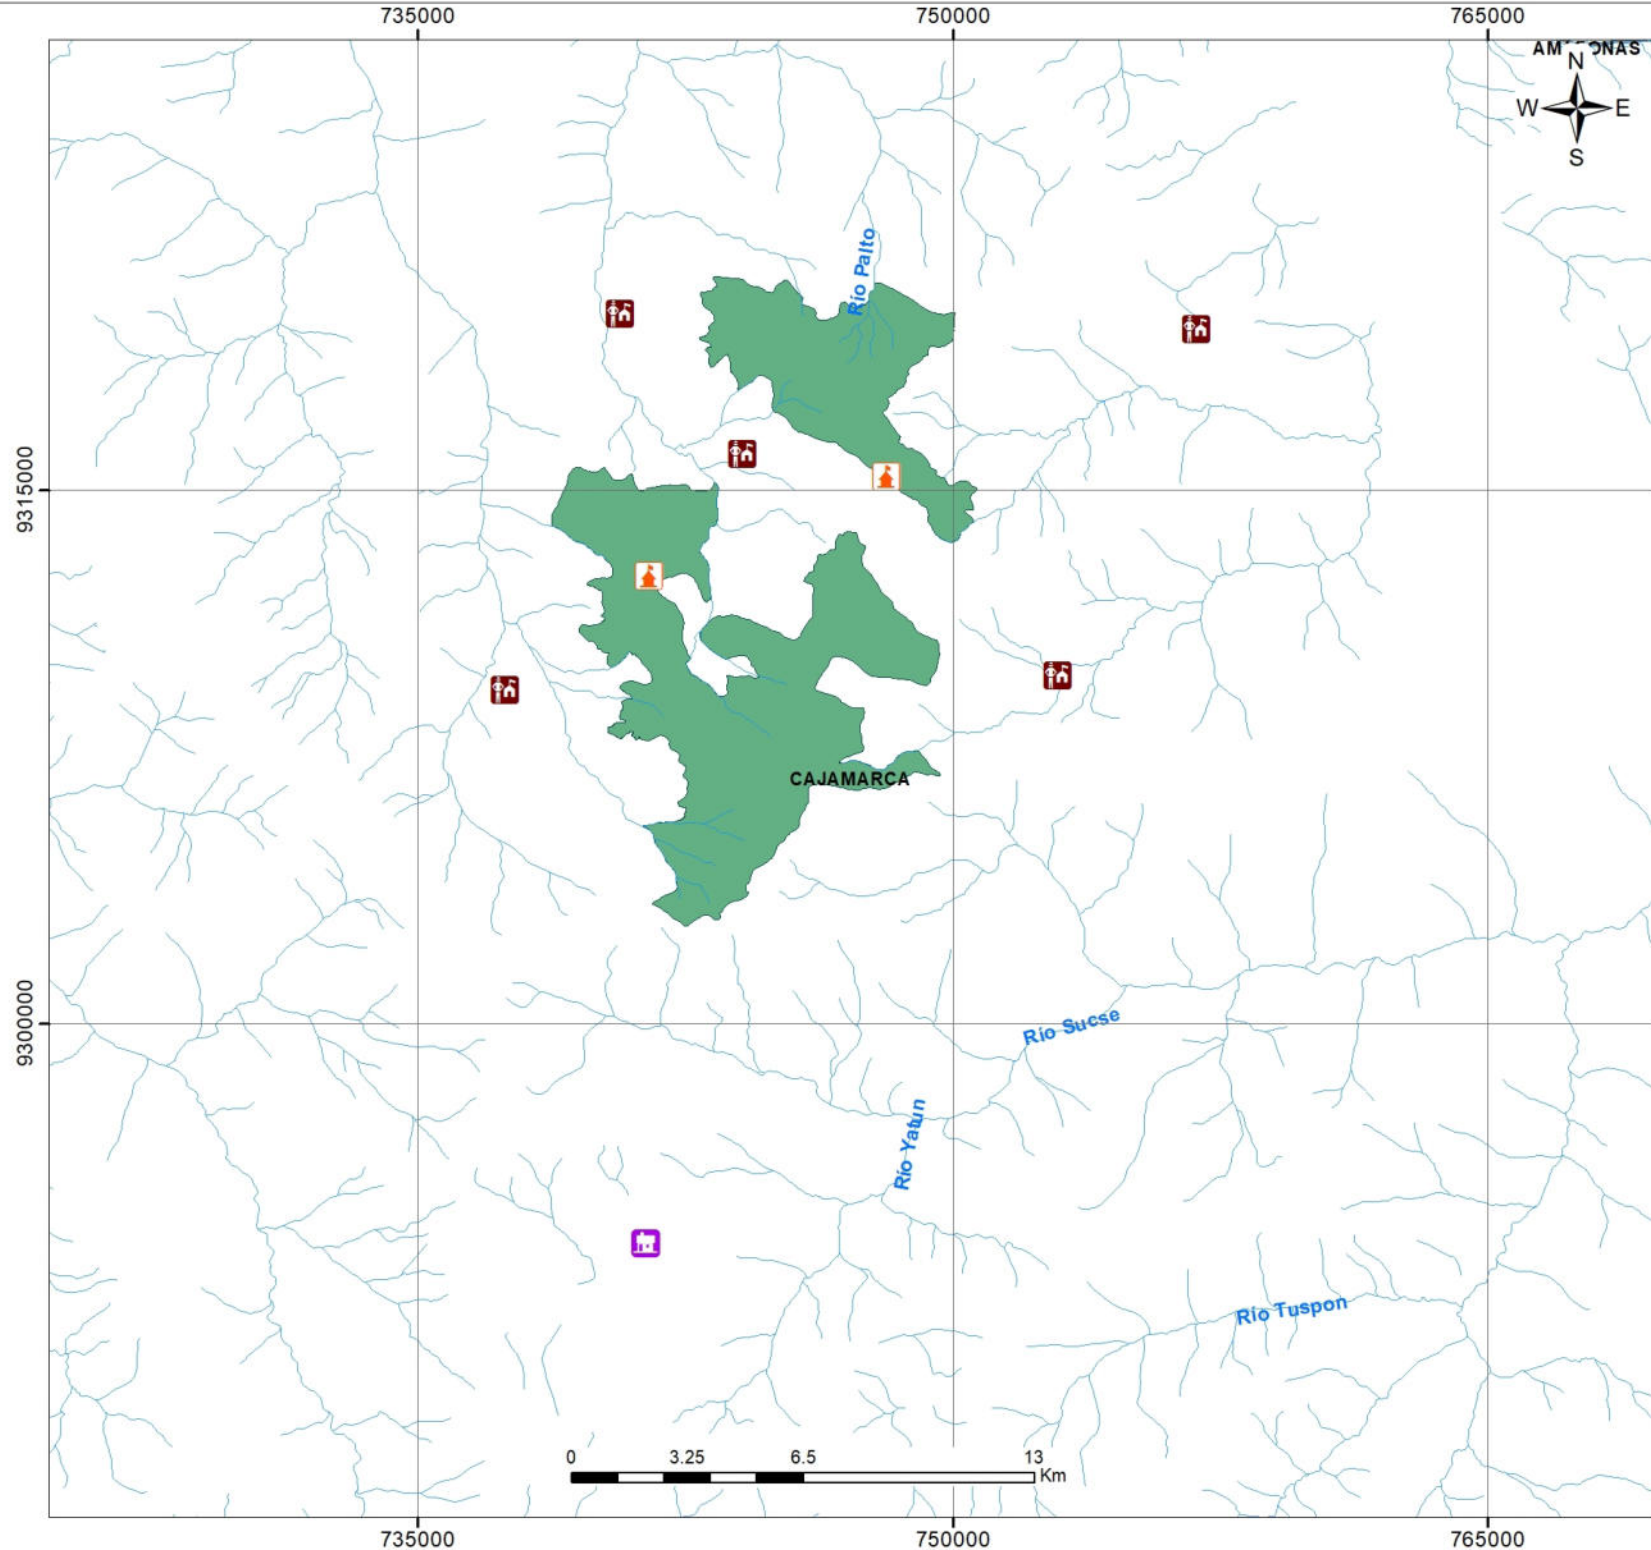 735000 750000 765000
AMAZONAS
N
W E
S
Río Palto
9315000
CAJAMARCA
9300000
Río Sucse
Río Yatun
Río Tuspon
0 3.25 6.5 13
Km
735000 750000 765000